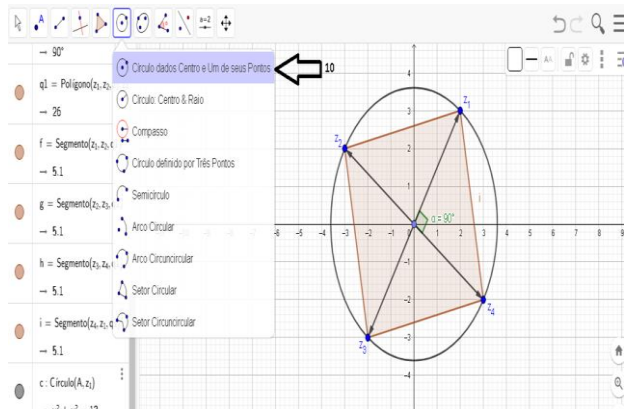 A
a=2
→ 90°
q1 = Polígono(z₁, z₂,
→ 26
f = Segmento(z₁, z₂,
→ 5.1
g = Segmento(z₂, z₃,
→ 5.1
h = Segmento(z₃, z₄,
→ 5.1
i = Segmento(z₄, z₁,
→ 5.1
c : Círculo(A, z₁)
Círculo dados Centro e Um de seus Pontos
10
Círculo: Centro & Raio
Compasso
Círculo definido por Três Pontos
Semicírculo
Arco Circular
Arco Circuncircular
Setor Circular
Setor Circuncircular
AA
4
3
2
1
-5 -4 -3 -2 -1 0 1 2 3 4 5 6 7 8 9
-1
-2
-3
-4
z₁
z₂
z₃
z₄
i
α = 90°